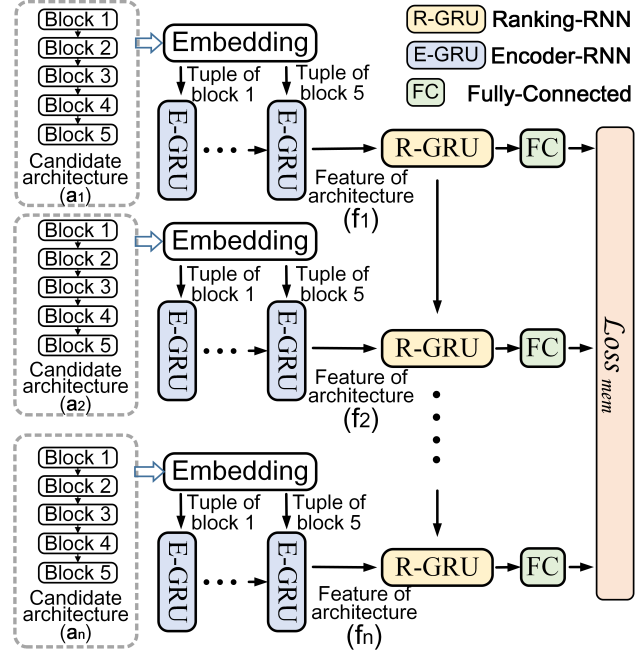 Block 1
Block 2
Block 3
Block 4
Block 5
Candidate
architecture
(a1)
Embedding
Tuple of
block 1
Tuple of
block 5
E-GRU
E-GRU
Feature of
architecture
(f1)
R-GRU
FC
R-GRU Ranking-RNN
E-GRU Encoder-RNN
FC Fully-Connected
Block 1
Block 2
Block 3
Block 4
Block 5
Candidate
architecture
(a2)
Embedding
Tuple of
block 1
Tuple of
block 5
E-GRU
E-GRU
Feature of
architecture
(f2)
R-GRU
FC
Loss mem
Block 1
Block 2
Block 3
Block 4
Block 5
Candidate
architecture
(an)
Embedding
Tuple of
block 1
Tuple of
block 5
E-GRU
E-GRU
Feature of
architecture
(fn)
R-GRU
FC